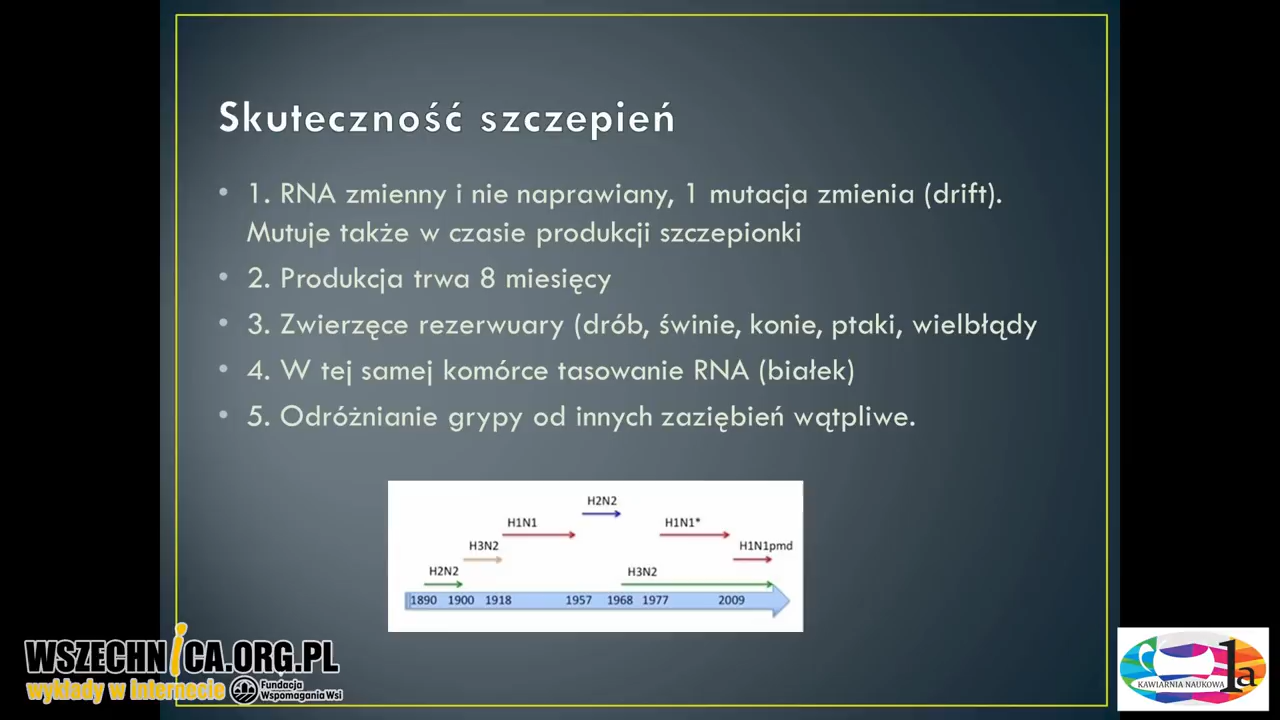 Skuteczność szczepień
• 1. RNA zmienny i nie naprawiany, 1 mutacja zmienia (drift).
Mutuje także w czasie produkcji szczepionki
• 2. Produkcja trwa 8 miesięcy
• 3. Zwierzęce rezerwuary (drób, świnie, konie, ptaki, wielbłądy
• 4. W tej samej komórce tasowanie RNA (białek)
• 5. Odróżnianie grypy od innych zaziębień wątpliwe.
H2N2
H1N1 H1N1*
H3N2 H1N1pmd
H2N2 H3N2
1890 1900 1918 1957 1968 1977 2009
WSZECHNICA.ORG.PL
wykłady w internecie
Fundacja
Wspomagania Wsi
KAWIARNIA NAUKOWA 1a